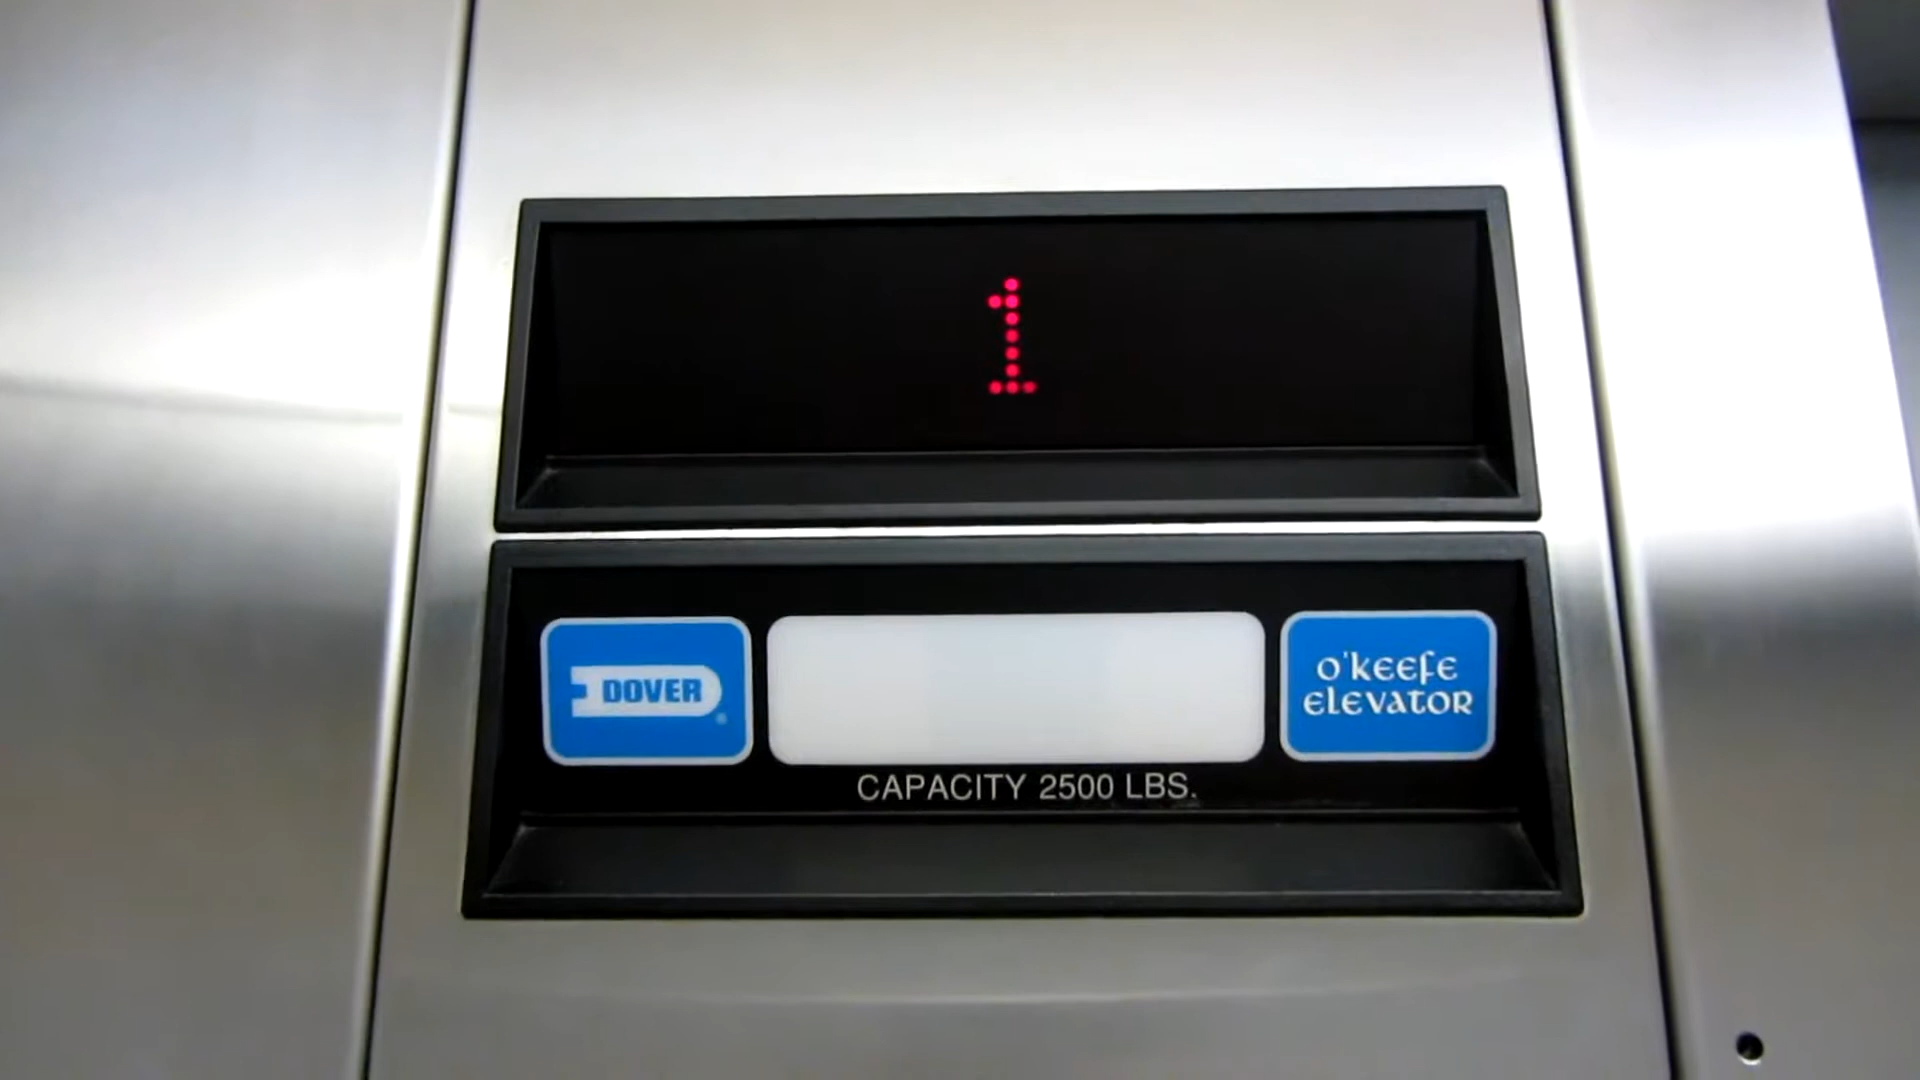 1
DOVER
®
O'KEEFE
ELEVATOR
CAPACITY 2500 LBS.